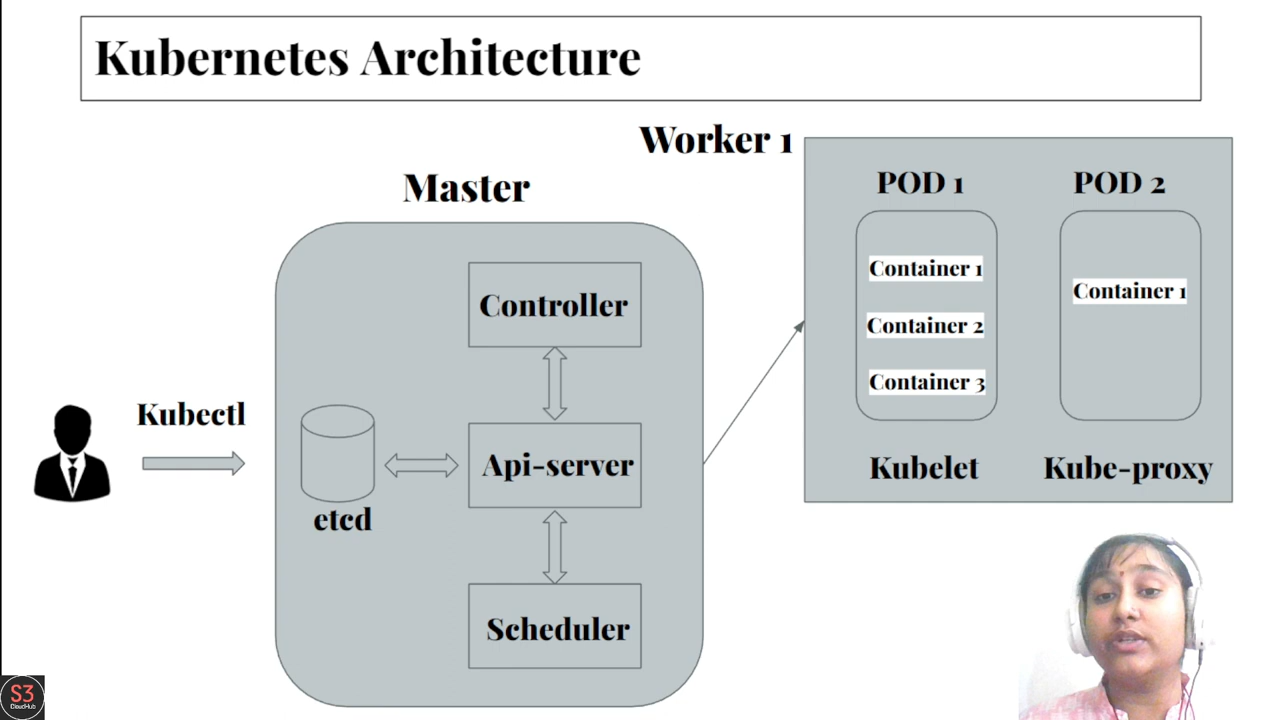 Kubernetes Architecture
Worker 1
Master
POD 1
POD 2
Container 1
Container 2
Container 3
Container 1
Kubelet
Kube-proxy
Controller
Kubectl
Api-server
etcd
Scheduler
S3
CloudHub